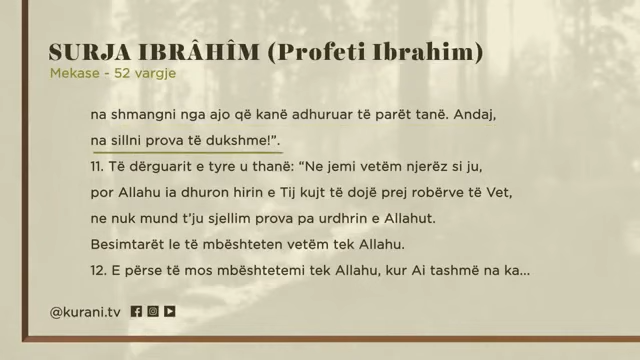 SURJA IBRÂHÎM (Profeti Ibrahim)
Mekase - 52 vargje
na shmangni nga ajo që kanë adhuruar të parët tanë. Andaj,
na sillni prova të dukshme!”.
11. Të dërguarit e tyre u thanë: “Ne jemi vetëm njerëz si ju,
por Allahu ia dhuron hirin e Tij kujt të dojë prej robërve të Vet,
ne nuk mund t’ju sjellim prova pa urdhrin e Allahut.
Besimtarët le të mbështeten vetëm tek Allahu.
12. E përse të mos mbështetemi tek Allahu, kur Ai tashmë na ka...
@kurani.tv